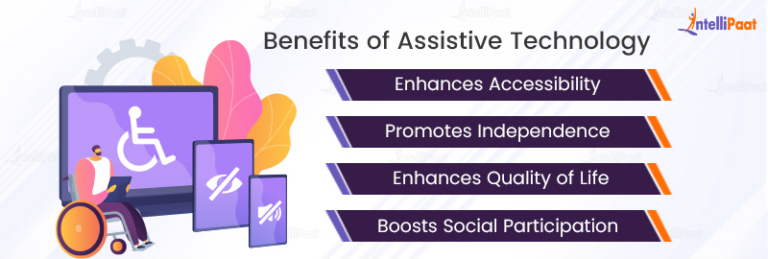 Benefits of Assistive Technology
intelliPaat
Enhances Accessibility
Promotes Independence
Enhances Quality of Life
Boosts Social Participation